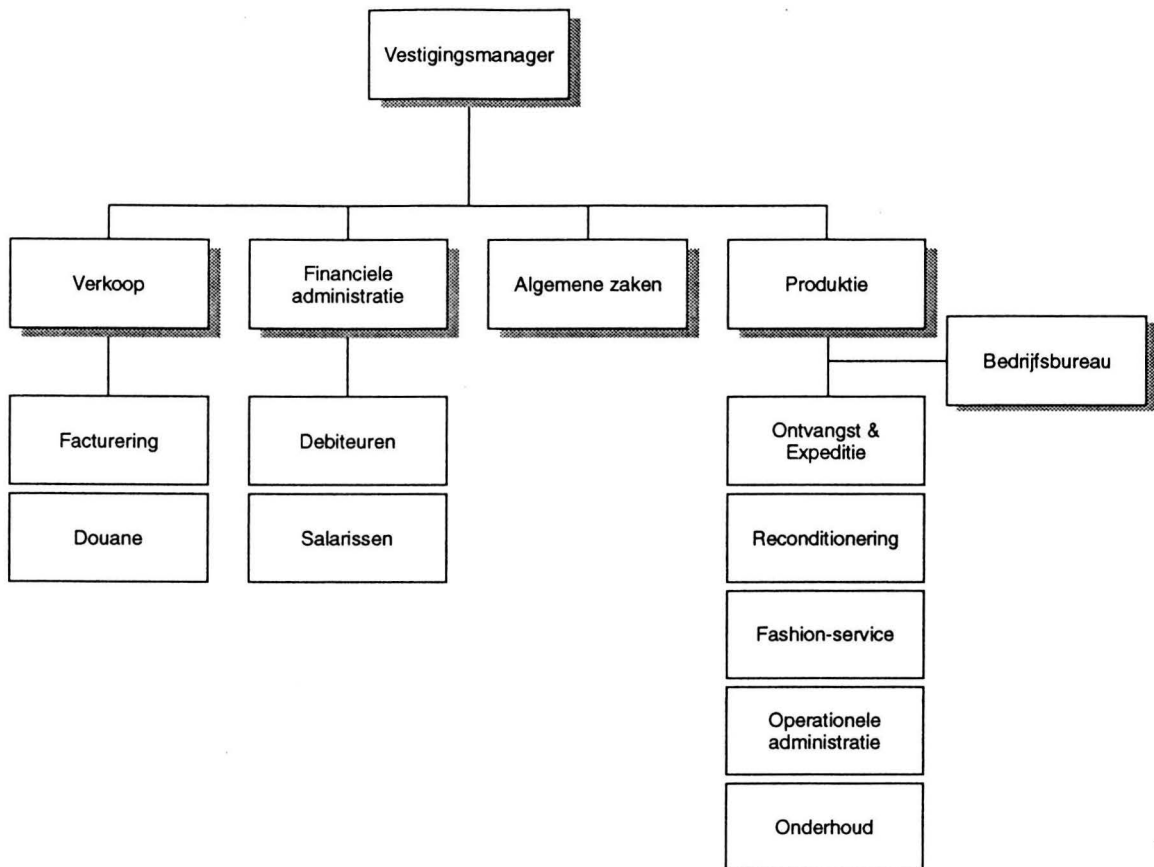 Vestigingsmanager
Verkoop
Financiele
administratie
Algemene zaken
Produktie
Bedrijfsbureau
Facturering
Debiteuren
Ontvangst &
Expeditie
Douane
Salarissen
Reconditionering
Fashion-service
Operationele
administratie
Onderhoud